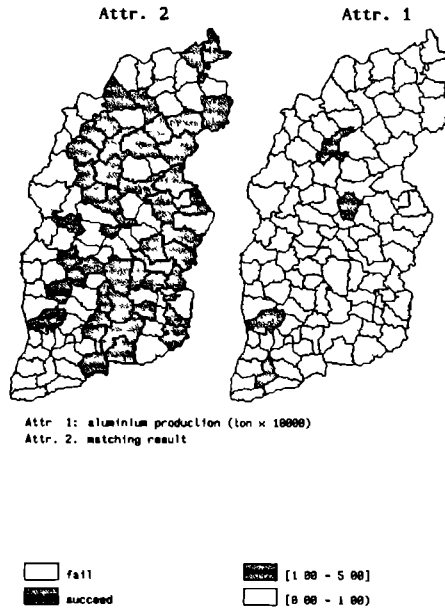 Attr. 2 Attr. 1
Attr 1: aluminium production (ton × 10000)
Attr. 2. matching result
fail [1 00 - 5 00]
succeed [0 00 - 1 00)